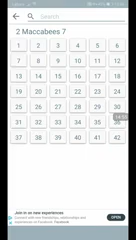 Search
2 Maccabees 7
1 2 3 4 5 6
7 8 9 10 11 12
13 14 15 16 17 18
19 20 21 22 23 24
25 26 27 28 29 30
31 32 33 34 35 36
37 38 39 40 41 42
Join in on new experiences
OPEN